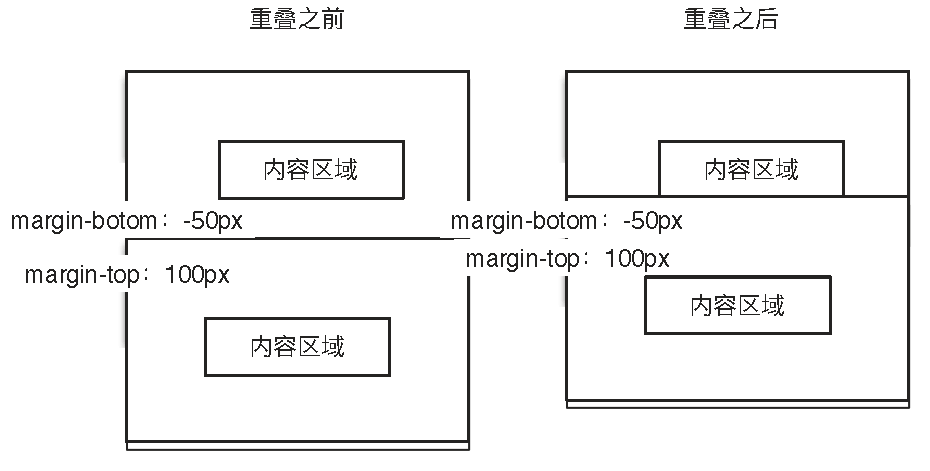 重叠之前
重叠之后
内容区域
内容区域
margin-botom：-50px
margin-botom：-50px
margin-top：100px
margin-top：100px
内容区域
内容区域